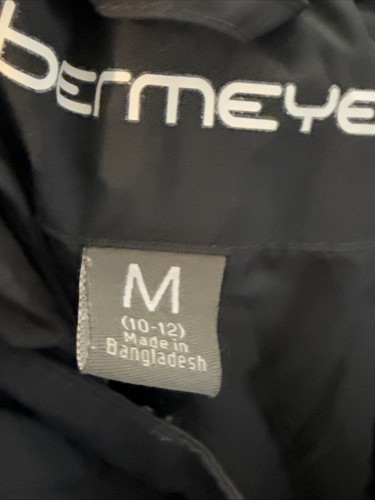 bermeye
M
(10-12)
Made in
Bangladesh